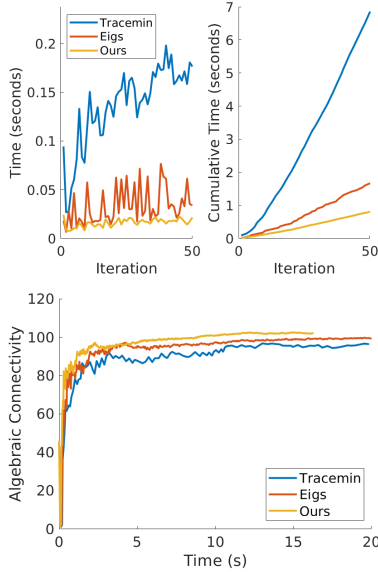 Tracemin
Eigs
Ours
0.2
0.15
0.1
0.05
0
0
50
Time (seconds)
Iteration
7
6
5
4
3
2
1
0
0
50
Cumulative Time (seconds)
Iteration
120
100
80
60
40
20
0
0
5
10
15
20
Algebraic Connectivity
Time (s)
Tracemin
Eigs
Ours